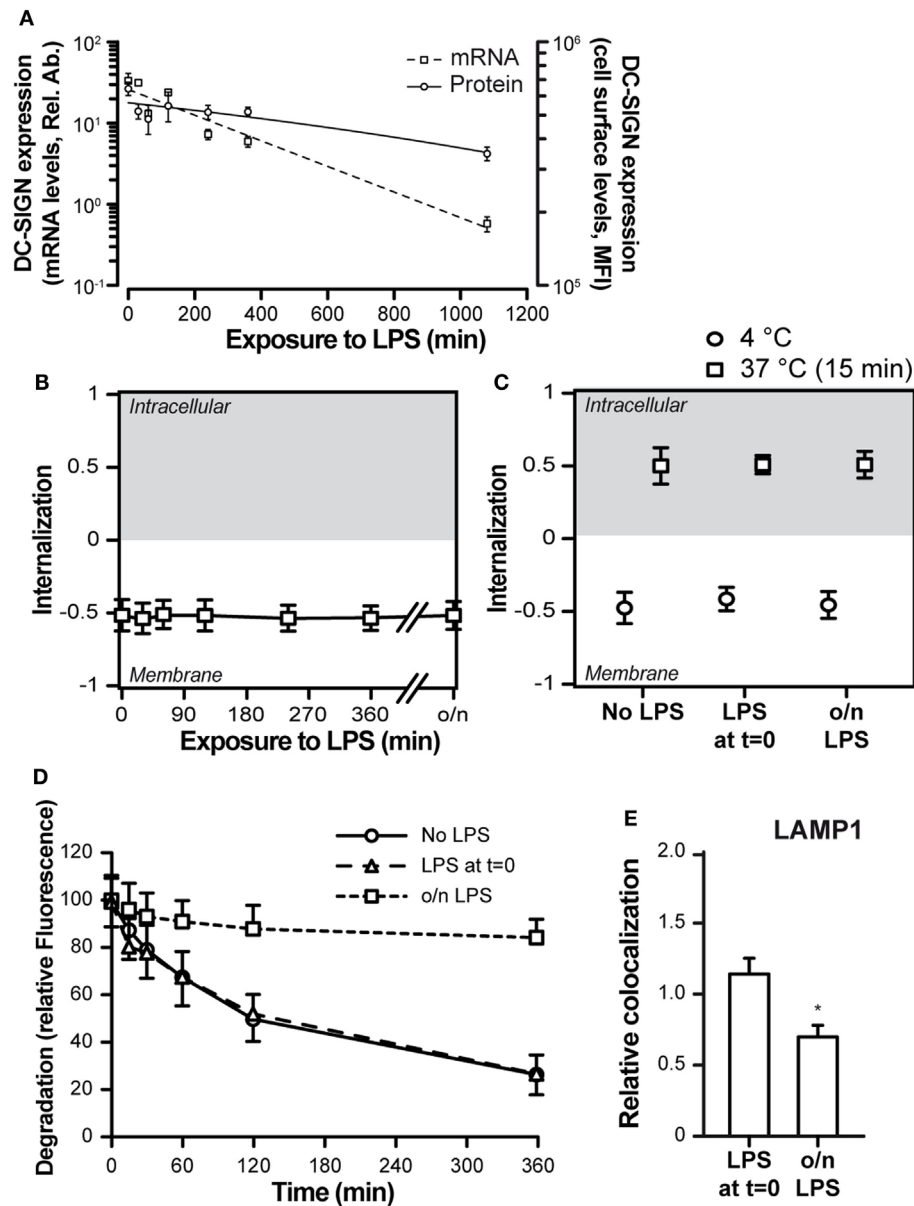 A
DC-SIGN expression
(mRNA levels, Rel. Ab.)
10²
10¹
10⁰
10⁻¹
mRNA
Protein
10⁶
10⁵
DC-SIGN expression
(cell surface levels, MFI)
0 200 400 600 800 1000 1200
Exposure to LPS (min)
B
Internalization
1
0.5
0
-0.5
-1
Intracellular
Membrane
0 90 180 270 360 o/n
Exposure to LPS (min)
4 °C
37 °C (15 min)
C
Internalization
1
0.5
0
-0.5
-1
Intracellular
Membrane
No LPS LPS o/n
at t=0 LPS
D
Degradation (relative Fluorescence)
120
100
80
60
40
20
0
No LPS
LPS at t=0
o/n LPS
0 60 120 180 240 300 360
Time (min)
E
LAMP1
Relative colocalization
2.0
1.5
1.0
0.5
0
*
LPS o/n
at t=0 LPS